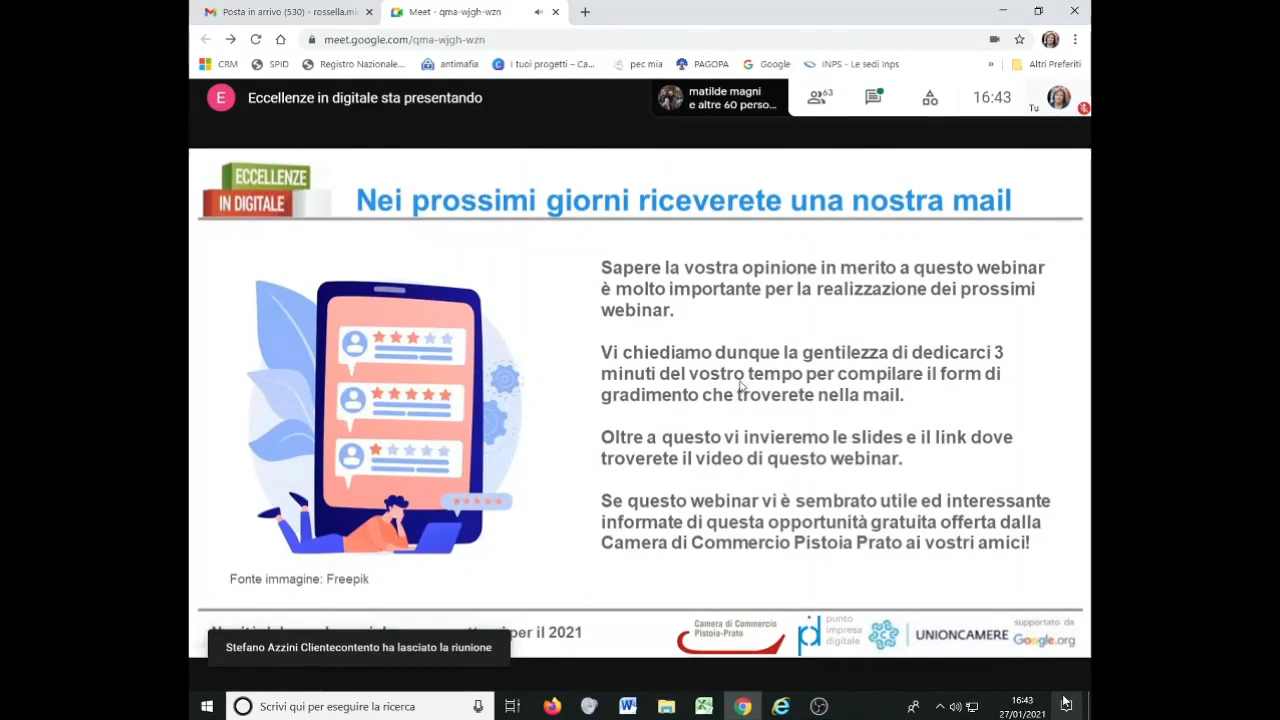 Posta in arrivo (530) - rossella.mi
Meet - qma-wjgh-wzn
meet.google.com/qma-wjgh-wzn
CRM
SPID
Registro Nazionale...
antimafia
I tuoi progetti – Ca...
pec mia
PAGOPA
Google
INPS - Le sedi Inps
»
Altri Preferiti
E
Eccellenze in digitale sta presentando
matilde magni
e altre 60 perso...
63
16:43
Tu
ECCELLENZE
IN DIGITALE
Nei prossimi giorni riceverete una nostra mail
Sapere la vostra opinione in merito a questo webinar
è molto importante per la realizzazione dei prossimi
webinar.
Vi chiediamo dunque la gentilezza di dedicarci 3
minuti del vostro tempo per compilare il form di
gradimento che troverete nella mail.
Oltre a questo vi invieremo le slides e il link dove
troverete il video di questo webinar.
Se questo webinar vi è sembrato utile ed interessante
informate di questa opportunità gratuita offerta dalla
Camera di Commercio Pistoia Prato ai vostri amici!
Fonte immagine: Freepik
per il 2021
Stefano Azzini Clientecontento ha lasciato la riunione
Camera di Commercio
Pistoia-Prato
punto
impresa
digitale
UNIONCAMERE
supportato da
Google.org
Scrivi qui per eseguire la ricerca
16:43
27/01/2021